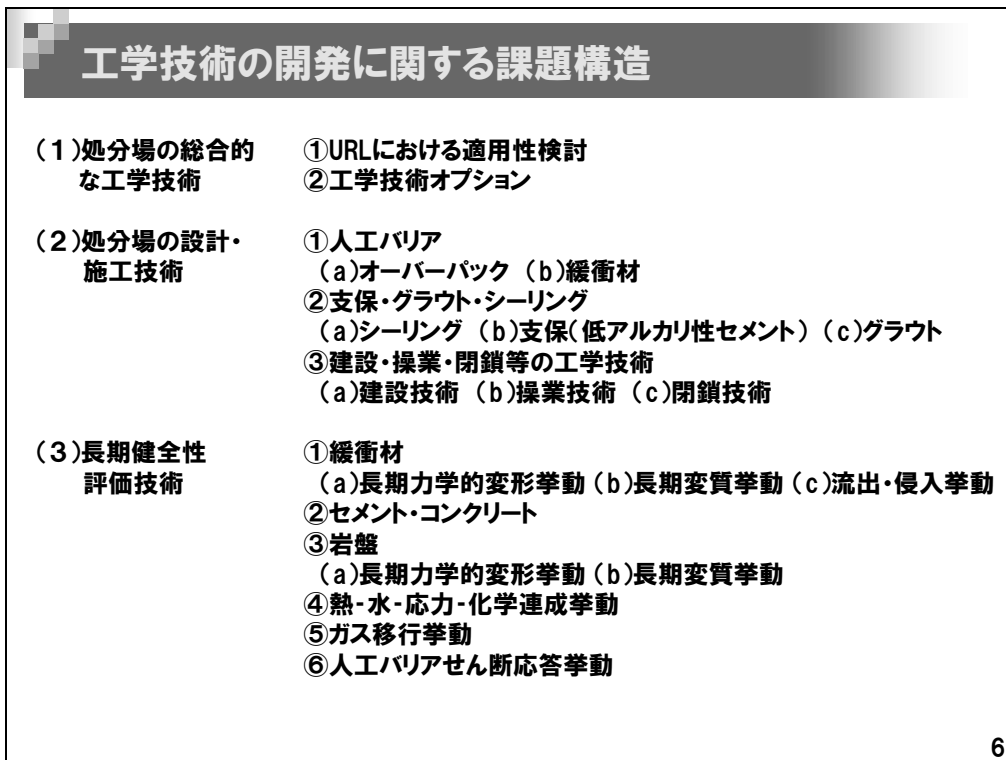 工学技術の開発に関する課題構造
(1)処分場の総合的 ①URLにおける適用性検討
な工学技術 ②工学技術オプション
(2)処分場の設計・ ①人工バリア
施工技術 (a)オーバーパック (b)緩衝材
②支保・グラウト・シーリング
(a)シーリング (b)支保(低アルカリ性セメント) (c)グラウト
③建設・操業・閉鎖等の工学技術
(a)建設技術 (b)操業技術 (c)閉鎖技術
(3)長期健全性 ①緩衝材
評価技術 (a)長期力学的変形挙動 (b)長期変質挙動 (c)流出・侵入挙動
②セメント・コンクリート
③岩盤
(a)長期力学的変形挙動 (b)長期変質挙動
④熱-水-応力-化学連成挙動
⑤ガス移行挙動
⑥人工バリアせん断応答挙動
6